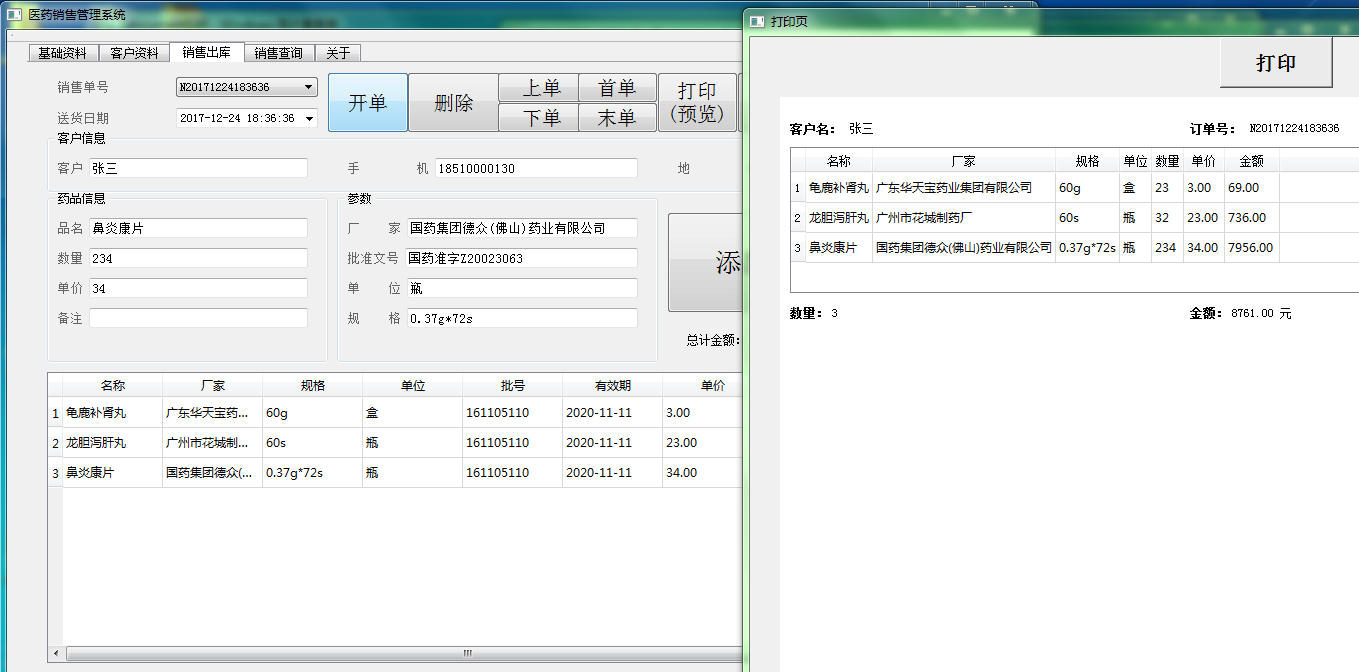 医药销售管理系统
基础资料 客户资料 销售出库 销售查询 关于
销售单号 N20171224183636 开单 删除 上单 首单 打印(预览)
送货日期 2017-12-24 18:36:36 下单 末单
客户信息
客户 张三 手 机 18510000130 地
药品信息 参数
品名 鼻炎康片 厂 家 国药集团德众(佛山)药业有限公司
数量 234 批准文号 国药准字Z20023063 添
单价 34 单 位 瓶
备注 规 格 0.37g*72s
总计金额:
名称 厂家 规格 单位 批号 有效期 单价
1 龟鹿补肾丸 广东华天宝药... 60g 盒 161105110 2020-11-11 3.00
2 龙胆泻肝丸 广州市花城制... 60s 瓶 161105110 2020-11-11 23.00
3 鼻炎康片 国药集团德众(... 0.37g*72s 瓶 161105110 2020-11-11 34.00
打印页
打印
客户名: 张三 订单号: N20171224183636
名称 厂家 规格 单位 数量 单价 金额
1 龟鹿补肾丸 广东华天宝药业集团有限公司 60g 盒 23 3.00 69.00
2 龙胆泻肝丸 广州市花城制药厂 60s 瓶 32 23.00 736.00
3 鼻炎康片 国药集团德众(佛山)药业有限公司 0.37g*72s 瓶 234 34.00 7956.00
数量: 3 金额: 8761.00 元